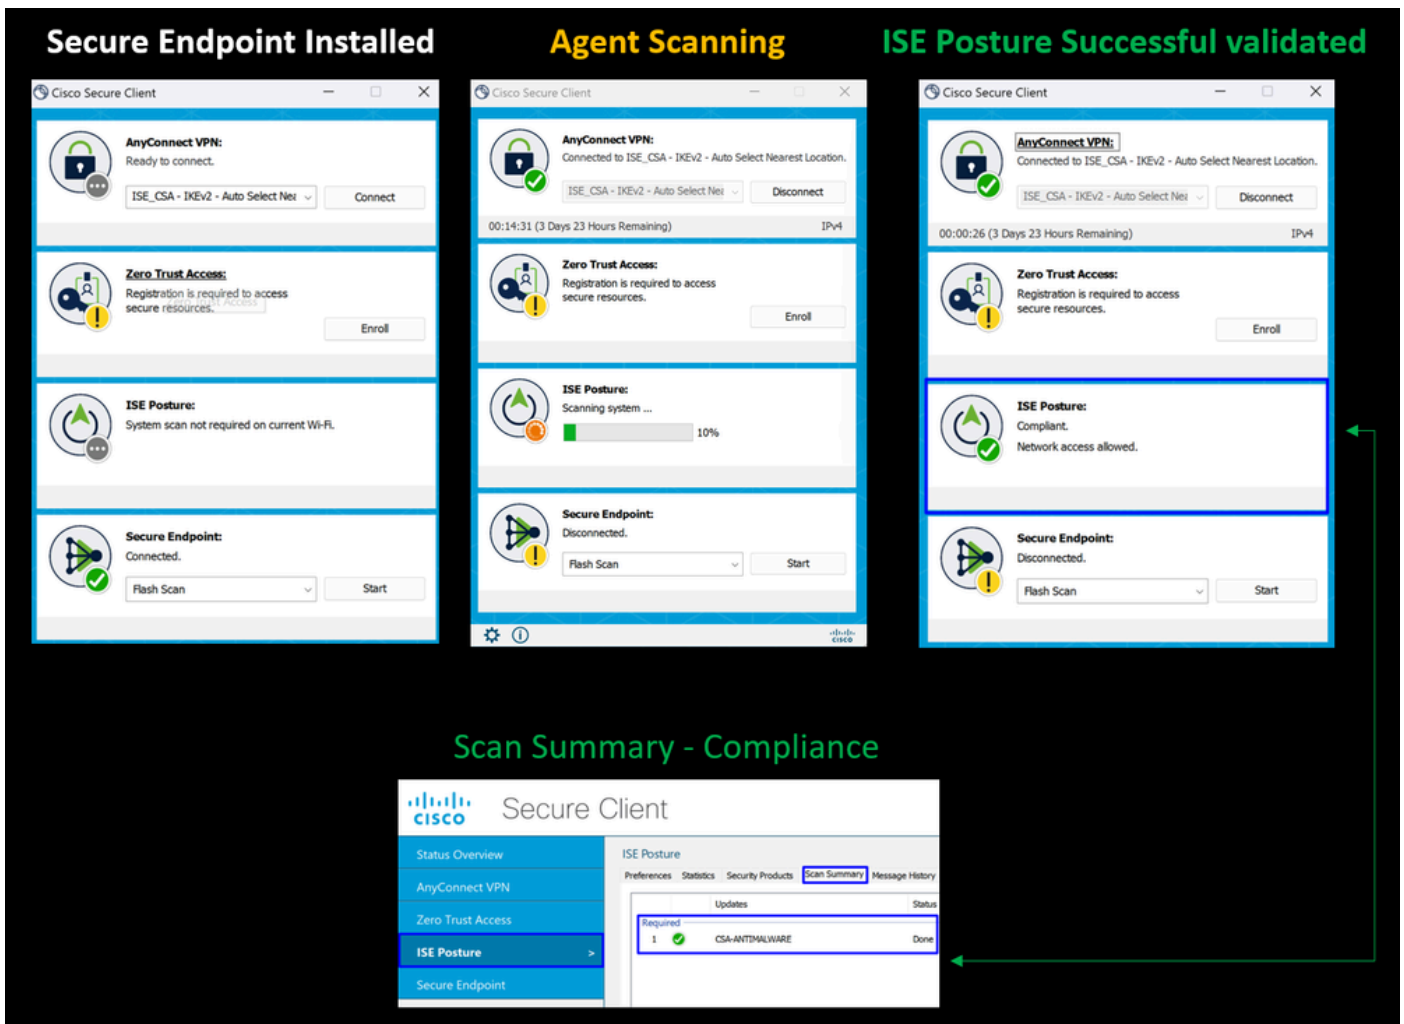 Secure Endpoint Installed
Agent Scanning
ISE Posture Successful validated
Cisco Secure Client
AnyConnect VPN:
Ready to connect.
ISE_CSA - IKEv2 - Auto Select Nea
Connect
Zero Trust Access:
Registration is required to access
secure resources.
Zero Trust Access
Enroll
ISE Posture:
System scan not required on current Wi-Fi.
Secure Endpoint:
Connected.
Flash Scan
Start
Cisco Secure Client
AnyConnect VPN:
Connected to ISE_CSA - IKEv2 - Auto Select Nearest Location.
ISE_CSA - IKEv2 - Auto Select Nea
Disconnect
00:14:31 (3 Days 23 Hours Remaining)
IPv4
Zero Trust Access:
Registration is required to access
secure resources.
Enroll
ISE Posture:
Scanning system ...
10%
Secure Endpoint:
Disconnected.
Flash Scan
Start
CISCO
Cisco Secure Client
AnyConnect VPN:
Connected to ISE_CSA - IKEv2 - Auto Select Nearest Location.
ISE_CSA - IKEv2 - Auto Select Nea
Disconnect
00:00:26 (3 Days 23 Hours Remaining)
IPv4
Zero Trust Access:
Registration is required to access
secure resources.
Enroll
ISE Posture:
Compliant.
Network access allowed.
Secure Endpoint:
Disconnected.
Flash Scan
Start
Scan Summary - Compliance
CISCO
Secure Client
Status Overview
AnyConnect VPN
Zero Trust Access
ISE Posture >
Secure Endpoint
ISE Posture
Preferences Statistics Security Products Scan Summary Message History
Updates Status
Required
1 CSA-ANTIMALWARE Done